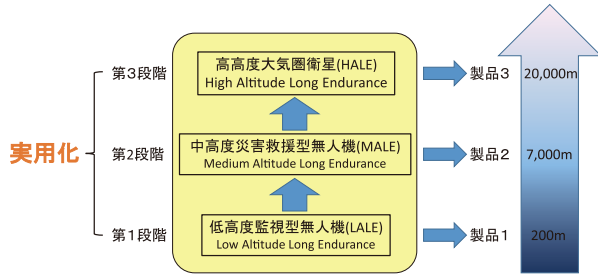 実用化
第3段階
高高度大気圏衛星(HALE)
High Altitude Long Endurance
製品3
20,000m
第2段階
中高度災害救援型無人機(MALE)
Medium Altitude Long Endurance
製品2
7,000m
第1段階
低高度監視型無人機(LALE)
Low Altitude Long Endurance
製品1
200m